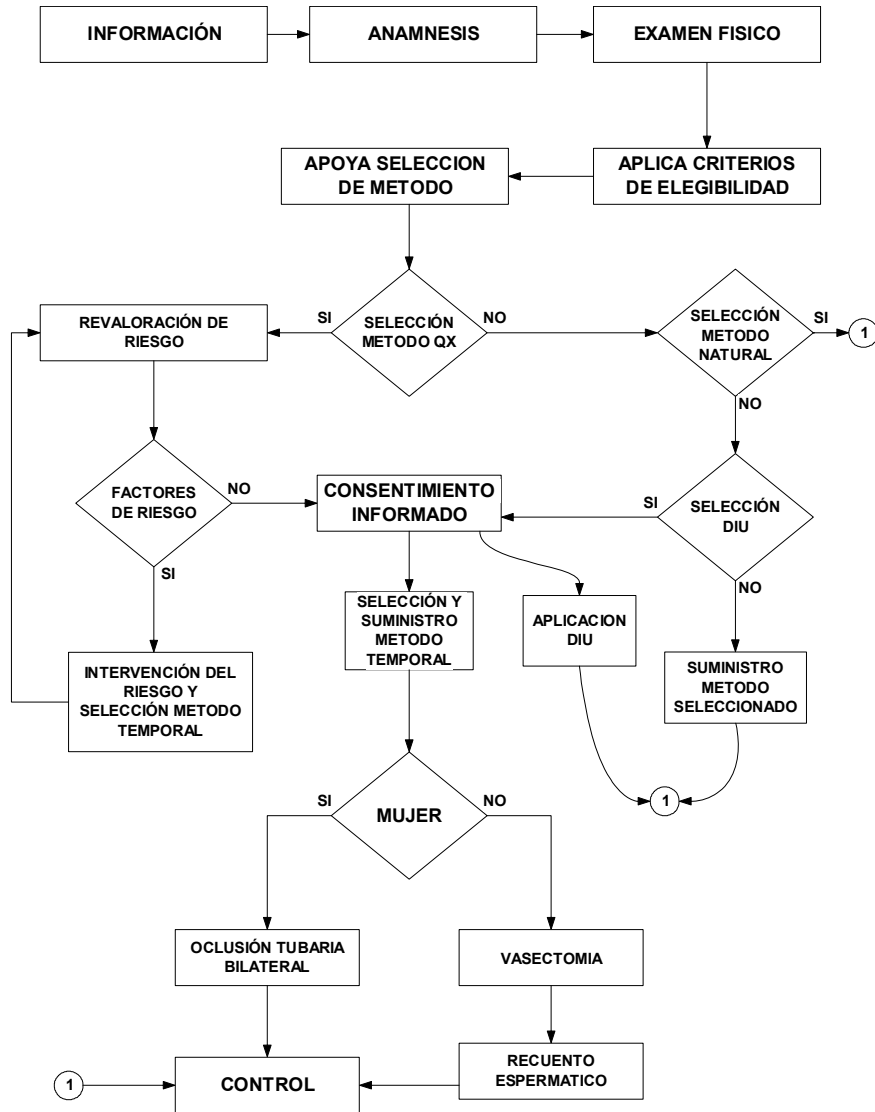 INFORMACIÓN
ANAMNESIS
EXAMEN FISICO
APOYA SELECCION
DE METODO
APLICA CRITERIOS
DE ELEGIBILIDAD
REVALORACIÓN DE
RIESGO
SI
SELECCIÓN
METODO QX
NO
SELECCIÓN
METODO
NATURAL
SI
1
NO
FACTORES
DE RIESGO
NO
SI
CONSENTIMIENTO
INFORMADO
SI
SELECCIÓN
DIU
NO
INTERVENCIÓN DEL
RIESGO Y
SELECCIÓN METODO
TEMPORAL
SELECCIÓN Y
SUMINISTRO
METODO
TEMPORAL
APLICACION
DIU
SUMINISTRO
METODO
SELECCIONADO
1
SI
MUJER
NO
OCLUSIÓN TUBARIA
BILATERAL
VASECTOMIA
1
CONTROL
RECUENTO
ESPERMATICO